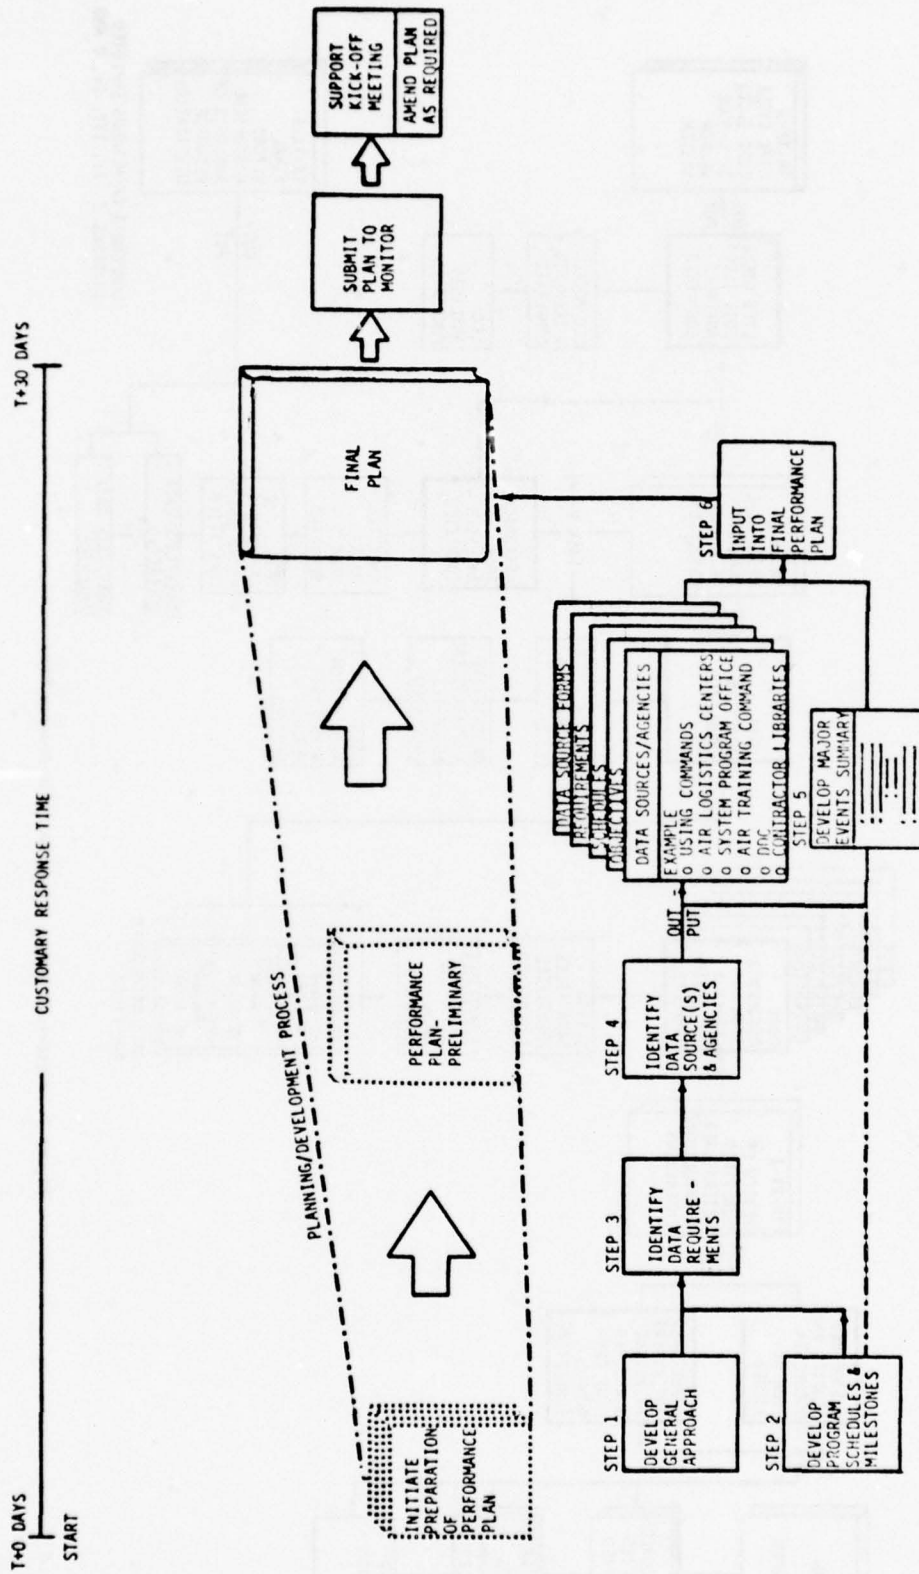 T+0 DAYS
CUSTOMARY RESPONSE TIME
T+30 DAYS
START
PLANNING/DEVELOPMENT PROCESS
INITIATE
PREPARATION
OF PERFORMANCE
PLAN
PERFORMANCE
PLAN-
PRELIMINARY
FINAL
PLAN
SUBMIT
PLAN TO
MONITOR
SUPPORT
KICK-OFF
MEETING
AMEND PLAN
AS REQUIRED
STEP 1
DEVELOP
GENERAL
APPROACH
STEP 2
DEVELOP
PROGRAM
SCHEDULES &
MILESTONES
STEP 3
IDENTIFY
DATA
REQUIRE -
MENTS
STEP 4
IDENTIFY
DATA
SOURCE(S)
& AGENCIES
OUT -
PUT
DATA SOURCE FORMS
REQUIREMENTS
SCHEDULES
OBJECTIVES
DATA SOURCES/AGENCIES
EXAMPLE
o USING COMMANDS
o AIR LOGISTICS CENTERS
o SYSTEM PROGRAM OFFICE
o AIR TRAINING COMMAND
o DDC
o CONTRACTOR LIBRARIES
STEP 5
DEVELOP MAJOR
EVENTS SUMMARY
STEP 6
INPUT
INTO
FINAL
PERFORMANCE
PLAN